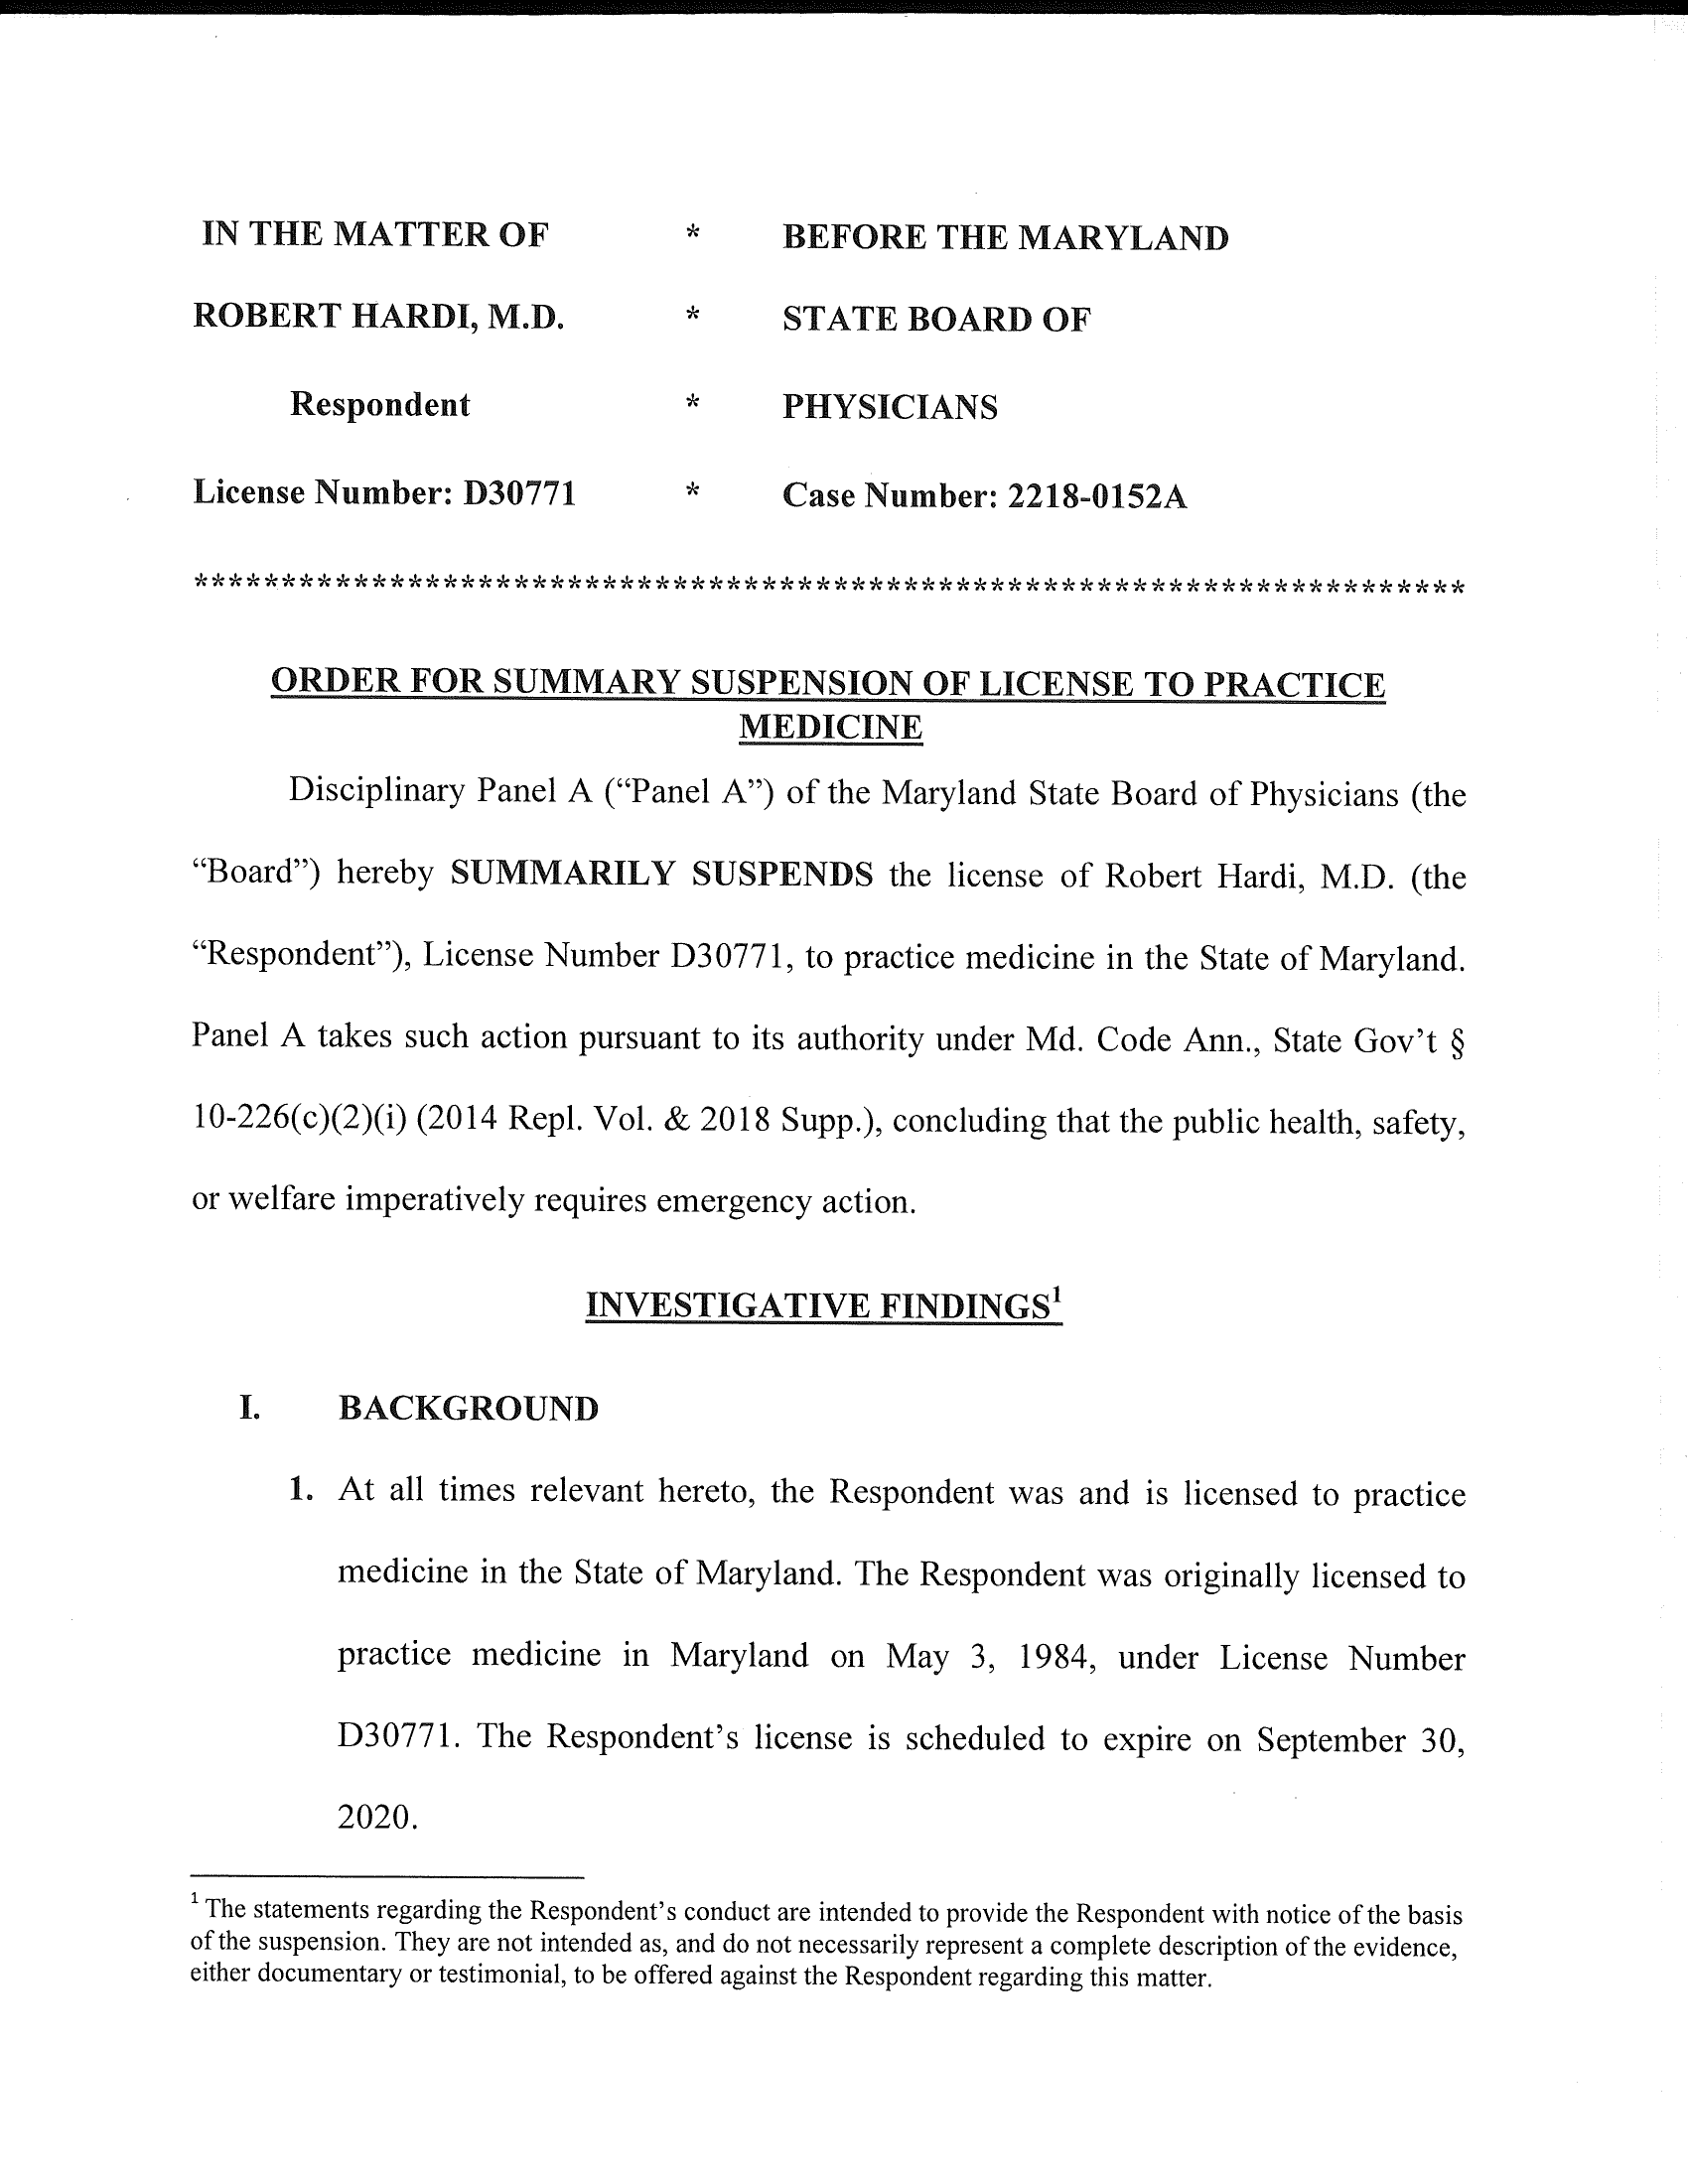 IN THE MATTER OF * BEFORE THE MARYLAND
ROBERT HARDI, M.D. * STATE BOARD OF
Respondent * PHYSICIANS
License Number: D30771 * Case Number: 2218-0152A
************************************************************************
ORDER FOR SUMMARY SUSPENSION OF LICENSE TO PRACTICE
MEDICINE
Disciplinary Panel A (“Panel A”) of the Maryland State Board of Physicians (the
“Board”) hereby SUMMARILY SUSPENDS the license of Robert Hardi, M.D. (the
“Respondent”), License Number D30771, to practice medicine in the State of Maryland.
Panel A takes such action pursuant to its authority under Md. Code Ann., State Gov’t §
10-226(c)(2)(i) (2014 Repl. Vol. & 2018 Supp.), concluding that the public health, safety,
or welfare imperatively requires emergency action.
INVESTIGATIVE FINDINGS¹
I. BACKGROUND
1. At all times relevant hereto, the Respondent was and is licensed to practice
medicine in the State of Maryland. The Respondent was originally licensed to
practice medicine in Maryland on May 3, 1984, under License Number
D30771. The Respondent’s license is scheduled to expire on September 30,
2020.
¹ The statements regarding the Respondent’s conduct are intended to provide the Respondent with notice of the basis
of the suspension. They are not intended as, and do not necessarily represent a complete description of the evidence,
either documentary or testimonial, to be offered against the Respondent regarding this matter.